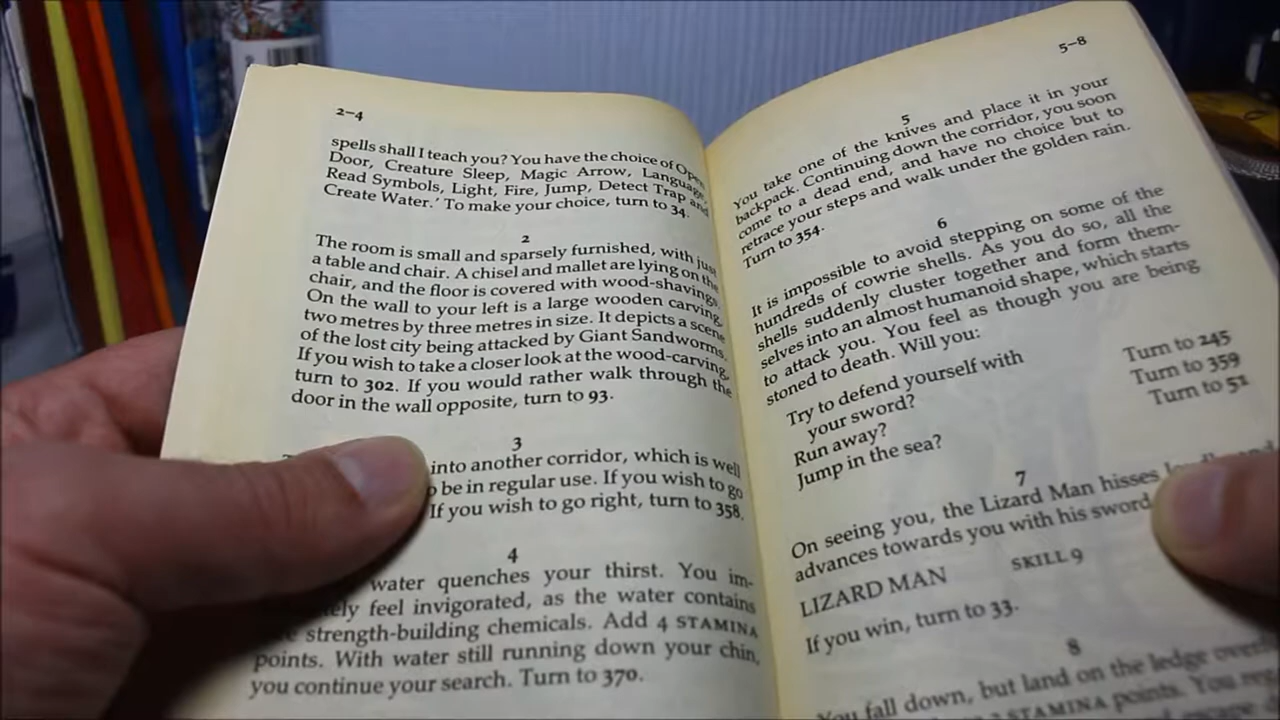 2–4
spells shall I teach you? You have the choice of Open
Door, Creature Sleep, Magic Arrow, Language,
Read Symbols, Light, Fire, Jump, Detect Trap and
Create Water.' To make your choice, turn to 34.
2
The room is small and sparsely furnished, with just
a table and chair. A chisel and mallet are lying on the
chair, and the floor is covered with wood-shavings.
On the wall to your left is a large wooden carving,
two metres by three metres in size. It depicts a scene
of the lost city being attacked by Giant Sandworms.
If you wish to take a closer look at the wood-carving,
turn to 302. If you would rather walk through the
door in the wall opposite, turn to 93.
3
into another corridor, which is well
be in regular use. If you wish to go
If you wish to go right, turn to 358.
4
water quenches your thirst. You im-
feel invigorated, as the water contains
strength-building chemicals. Add 4 STAMINA
points. With water still running down your chin,
you continue your search. Turn to 370.
5–8
5
You take one of the knives and place it in your
backpack. Continuing down the corridor, you soon
come to a dead end, and have no choice but to
retrace your steps and walk under the golden rain.
Turn to 354.
6
It is impossible to avoid stepping on some of the
hundreds of cowrie shells. As you do so, all the
shells suddenly cluster together and form them-
selves into an almost humanoid shape, which starts
to attack you. You feel as though you are being
stoned to death. Will you:
Try to defend yourself with
your sword? Turn to 245
Run away? Turn to 359
Jump in the sea? Turn to 51
7
On seeing you, the Lizard Man hisses
advances towards you with his sword
LIZARD MAN SKILL 9
If you win, turn to 33.
8
You fall down, but land on the ledge
STAMINA points. You